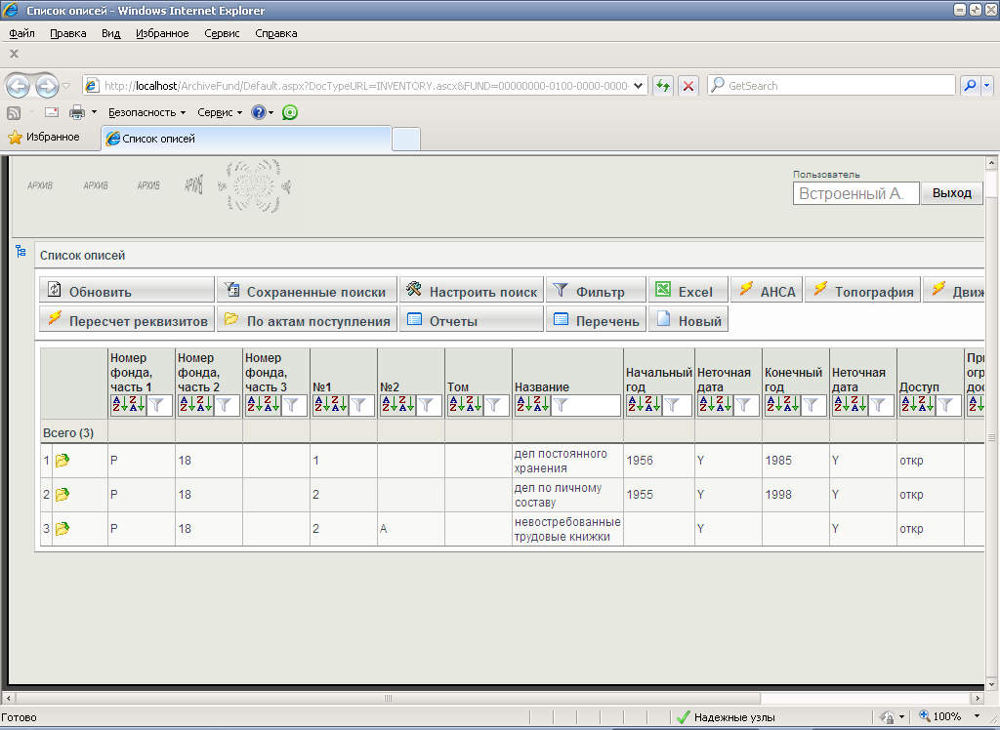 Список описей - Windows Internet Explorer
Файл Правка Вид Избранное Сервис Справка
x
http://localhost/ArchiveFund/Default.aspx?DocTypeURL=INVENTORY.ascx&FUND=00000000-0100-0000-0000- GetSearch
Безопасность Сервис
Избранное Список описей
АРХИВ АРХИВ АРХИВ АРХИВ
Пользователь
Встроенный А. Выход
Список описей
Обновить Сохраненные поиски Настроить поиск Фильтр Excel АНСА Топография Движ
Пересчет реквизитов По актам поступления Отчеты Перечень Новый
Номер фонда, часть 1 Номер фонда, часть 2 Номер фонда, часть 3 №1 №2 Том Название Начальный год Неточная дата Конечный год Неточная дата Доступ
Всего (3)
1 Р 18 1 дел постоянного хранения 1956 Y 1985 Y откр
2 Р 18 2 дел по личному составу 1955 Y 1998 Y откр
3 Р 18 2 А невостребованные трудовые книжки Y Y откр
Готово Надежные узлы 100%